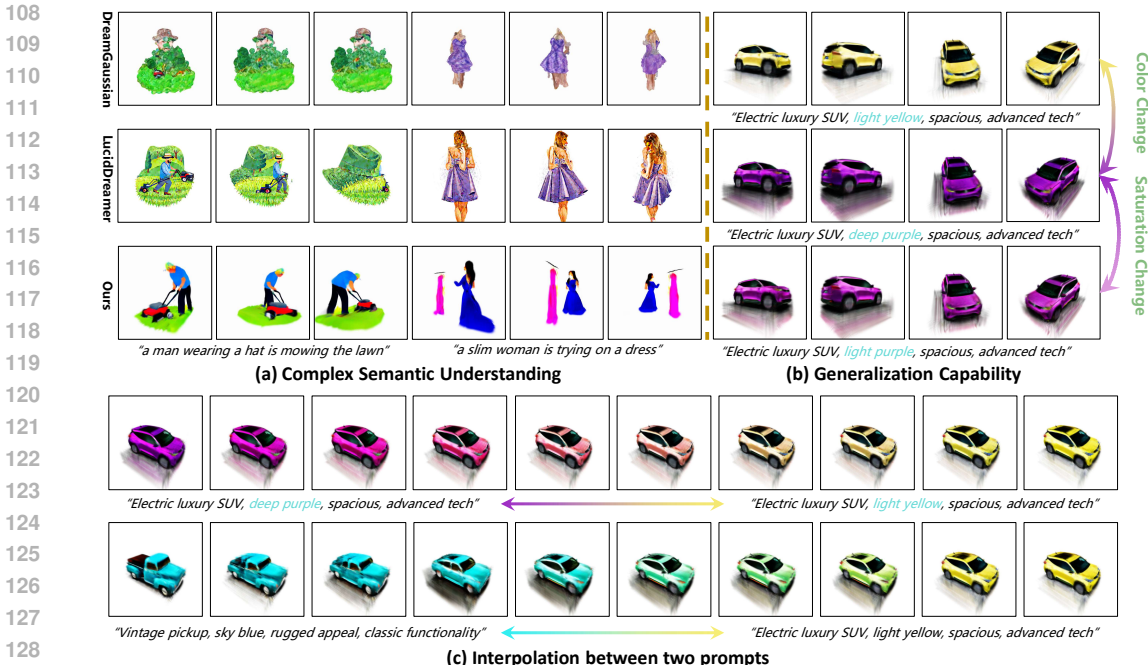 108
109
110
111
112
113
114
115
116
117
118
119
120
121
122
123
124
125
126
127
128
DreamGaussian
LucidDreamer
Ours
"a man wearing a hat is mowing the lawn"
"a slim woman is trying on a dress"
(a) Complex Semantic Understanding
"Electric luxury SUV, light yellow, spacious, advanced tech"
"Electric luxury SUV, deep purple, spacious, advanced tech"
"Electric luxury SUV, light purple, spacious, advanced tech"
Color Change
Saturation Change
(b) Generalization Capability
"Electric luxury SUV, deep purple, spacious, advanced tech"
"Electric luxury SUV, light yellow, spacious, advanced tech"
"Vintage pickup, sky blue, rugged appeal, classic functionality"
"Electric luxury SUV, light yellow, spacious, advanced tech"
(c) Interpolation between two prompts